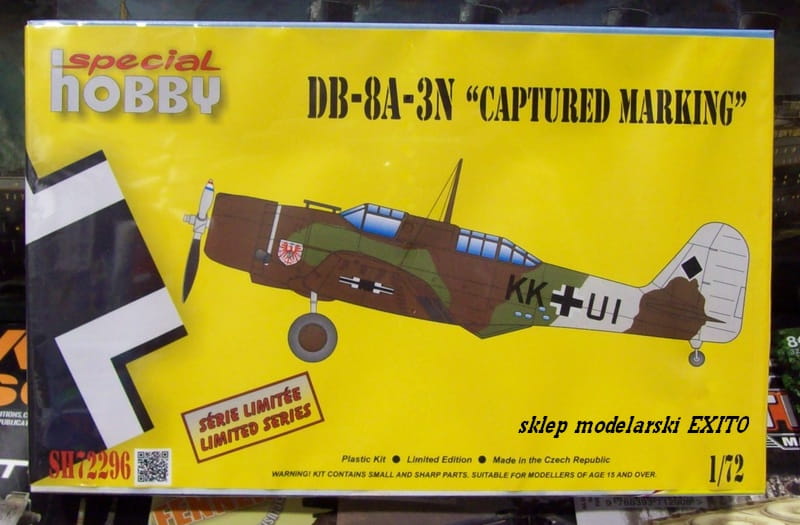 special
hobby
DB-8A-3N "CAPTURED MARKING"
KK UI
SÉRIE LIMITÉE
LIMITED SERIES
sklep modelarski EXITO
SH72296
Plastic Kit ● Limited Edition ● Made in the Czech Republic
WARNING! KIT CONTAINS SMALL AND SHARP PARTS. SUITABLE FOR MODELLERS OF AGE 15 AND OVER.
1/72